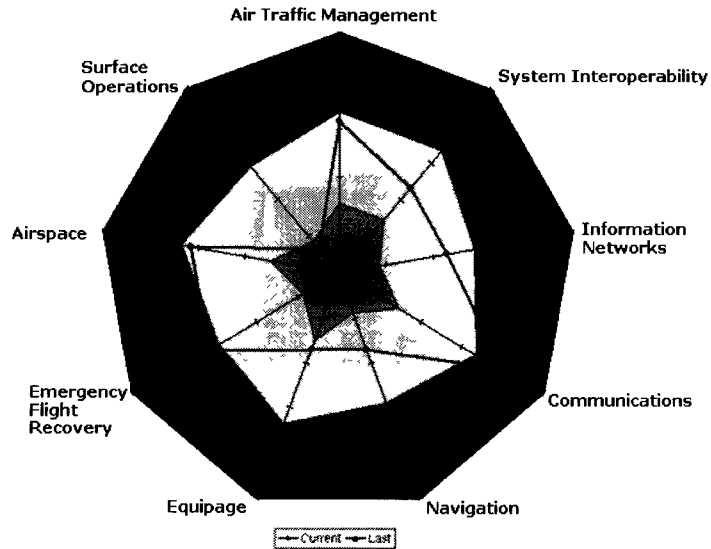 Air Traffic Management
Surface
Operations
System Interoperability
Airspace
Information
Networks
Emergency
Flight
Recovery
Communications
Equipage
Navigation
Current Last